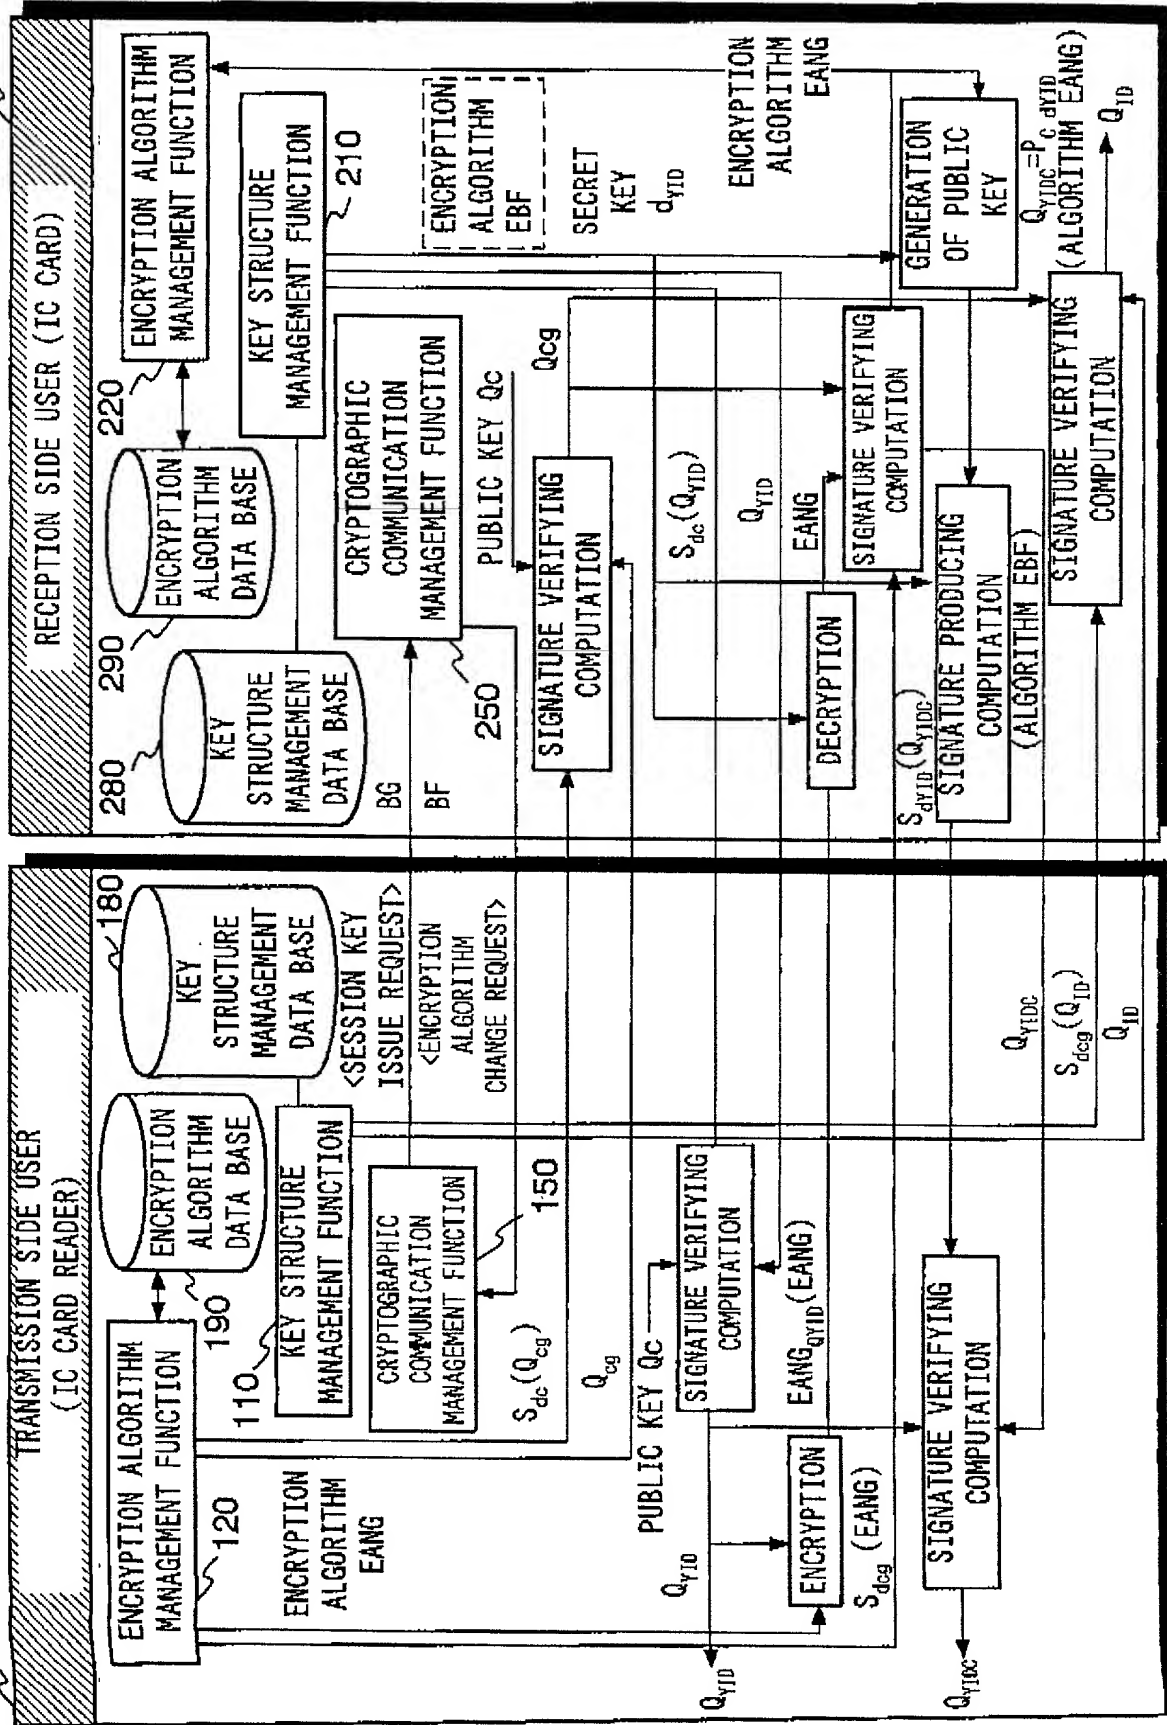 TRANSMISSION SIDE USER
(IC CARD READER)
ENCRYPTION ALGORITHM
MANAGEMENT FUNCTION
120
190
ENCRYPTION
ALGORITHM
DATA BASE
180
KEY
STRUCTURE
MANAGEMENT
DATA BASE
110
KEY STRUCTURE
MANAGEMENT FUNCTION
<SESSION KEY
ISSUE REQUEST>
<ENCRYPTION
ALGORITHM
CHANGE REQUEST>
CRYPTOGRAPHIC
COMMUNICATION
MANAGEMENT FUNCTION
150
ENCRYPTION
ALGORITHM
EANG
Sdc(Qcg)
Qcg
PUBLIC KEY Qc
SIGNATURE VERIFYING
COMPUTATION
QYID
QYID
EANGQYID(EANG)
ENCRYPTION
Sdcg (EANG)
SIGNATURE VERIFYING
COMPUTATION
QYIDC
QYIDC
Sdcg(QID)
QID
RECEPTION SIDE USER (IC CARD)
280
KEY
STRUCTURE
MANAGEMENT
DATA BASE
290
ENCRYPTION
ALGORITHM
DATA BASE
220
ENCRYPTION ALGORITHM
MANAGEMENT FUNCTION
KEY STRUCTURE
MANAGEMENT FUNCTION
210
BG
BF
CRYPTOGRAPHIC
COMMUNICATION
MANAGEMENT FUNCTION
250
ENCRYPTION
ALGORITHM
EBF
PUBLIC KEY Qc
SIGNATURE VERIFYING
COMPUTATION
Qcg
SECRET
KEY
dYID
Sdc(QYID)
QYID
ENCRYPTION
ALGORITHM
EANG
DECRYPTION
EANG
SIGNATURE VERIFYING
COMPUTATION
GENERATION
OF PUBLIC
KEY
SdYID(QYIDC)
SIGNATURE PRODUCING
COMPUTATION
(ALGORITHM EBF)
QYIDC=PC dYID
(ALGORITHM EANG)
SIGNATURE VERIFYING
COMPUTATION
QID